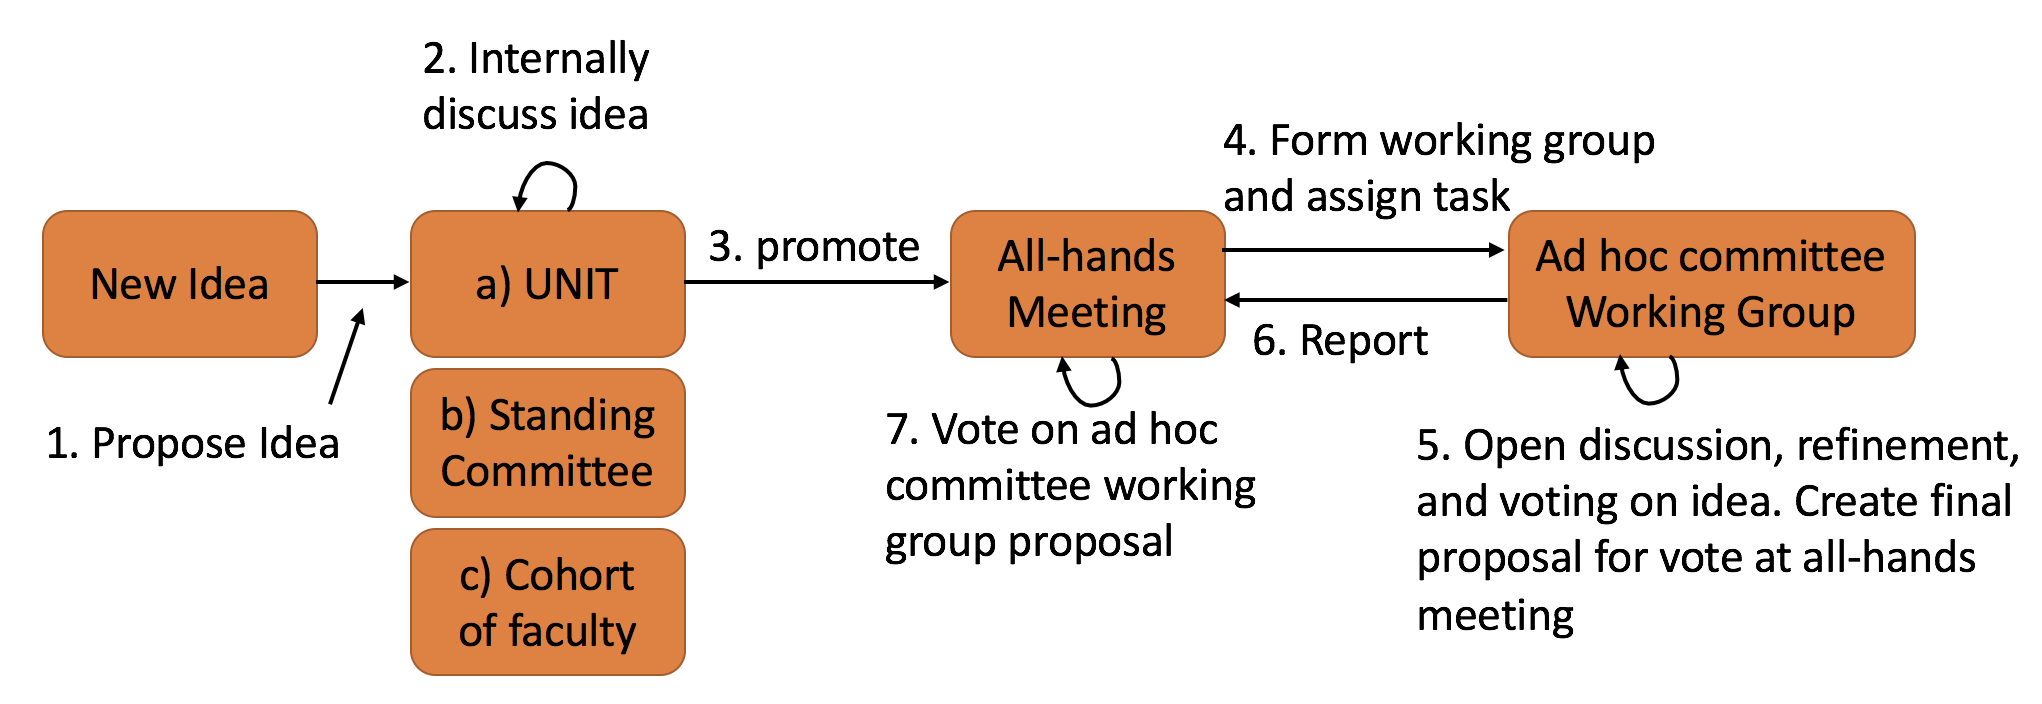 2. Internally
discuss idea
4. Form working group
and assign task
New Idea
a) UNIT
3. promote
All-hands
Meeting
Ad hoc committee
Working Group
6. Report
1. Propose Idea
b) Standing
Committee
c) Cohort
of faculty
7. Vote on ad hoc
committee working
group proposal
5. Open discussion, refinement,
and voting on idea. Create final
proposal for vote at all-hands
meeting